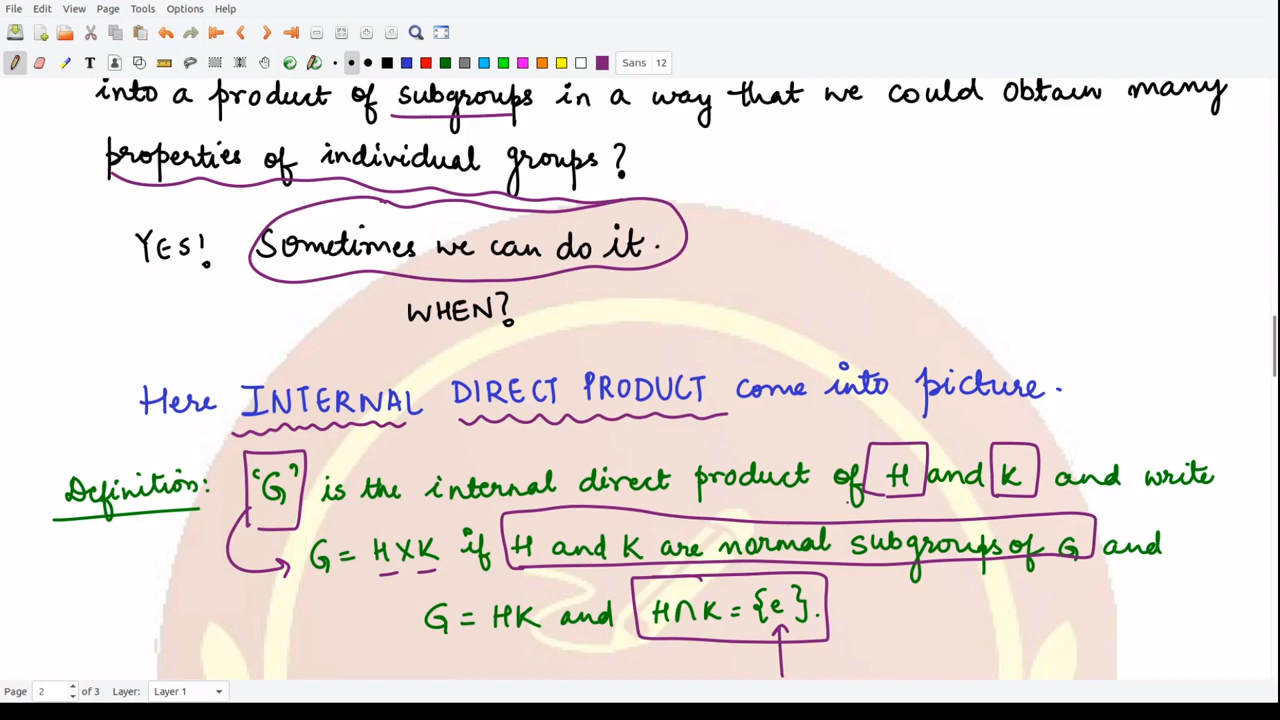 File Edit View Page Tools Options Help
Sans 12
into a product of subgroups in a way that we could obtain many
properties of individual groups?
YES! Sometimes we can do it.
WHEN?
Here INTERNAL DIRECT PRODUCT come into picture.
Definition: 'G' is the internal direct product of H and K and write
G = H X K if H and K are normal subgroups of G and
G = HK and H∩K = {e}.
Page 2 of 3 Layer: Layer 1